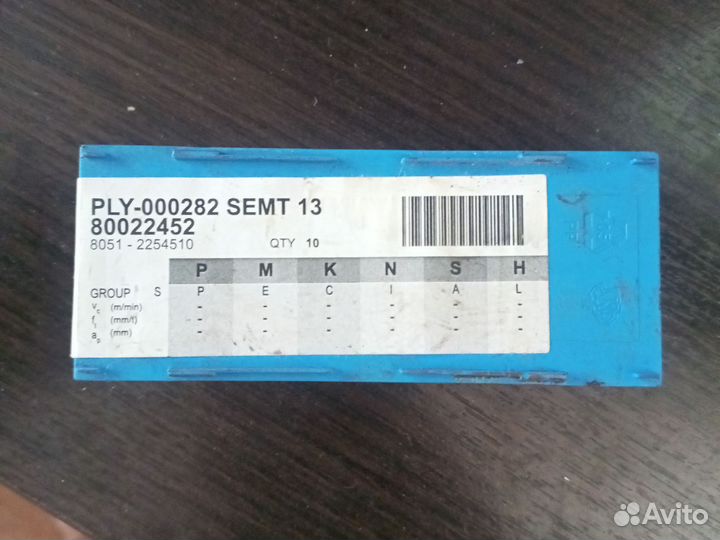 PLY-000282 SEMT 13
80022452
8051 - 2254510 QTY 10
P M K N S H
GROUP S P E C I A L
vc (m/min) - - - - - -
fz (mm/t) - - - - - -
ap (mm) - - - - - -
Avito